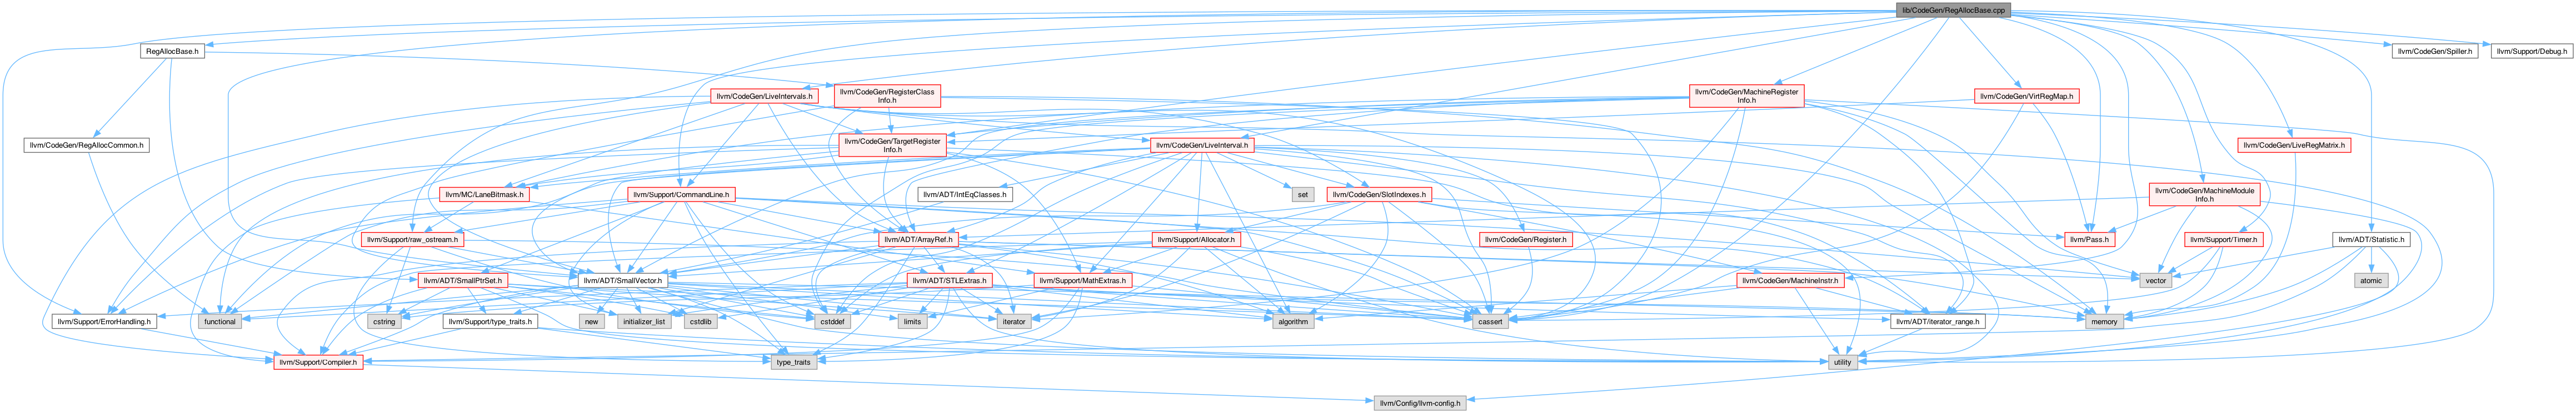 lib/CodeGen/RegAllocBase.cpp
RegAllocBase.h
llvm/CodeGen/Spiller.h
llvm/Support/Debug.h
llvm/CodeGen/LiveIntervals.h
llvm/CodeGen/RegisterClass
Info.h
llvm/CodeGen/MachineRegister
Info.h
llvm/CodeGen/VirtRegMap.h
llvm/CodeGen/RegAllocCommon.h
llvm/CodeGen/TargetRegister
Info.h
llvm/CodeGen/LiveInterval.h
llvm/CodeGen/LiveRegMatrix.h
llvm/MC/LaneBitmask.h
llvm/Support/CommandLine.h
llvm/ADT/IntEqClasses.h
set
llvm/CodeGen/SlotIndexes.h
llvm/CodeGen/MachineModule
Info.h
llvm/Support/raw_ostream.h
llvm/ADT/ArrayRef.h
llvm/Support/Allocator.h
llvm/CodeGen/Register.h
llvm/Pass.h
llvm/Support/Timer.h
llvm/ADT/Statistic.h
llvm/ADT/SmallPtrSet.h
llvm/ADT/SmallVector.h
llvm/ADT/STLExtras.h
llvm/Support/MathExtras.h
llvm/CodeGen/MachineInstr.h
vector
atomic
llvm/Support/ErrorHandling.h
functional
cstring
llvm/Support/type_traits.h
new
initializer_list
cstdlib
cstddef
limits
iterator
algorithm
cassert
llvm/ADT/iterator_range.h
memory
llvm/Support/Compiler.h
type_traits
utility
llvm/Config/llvm-config.h